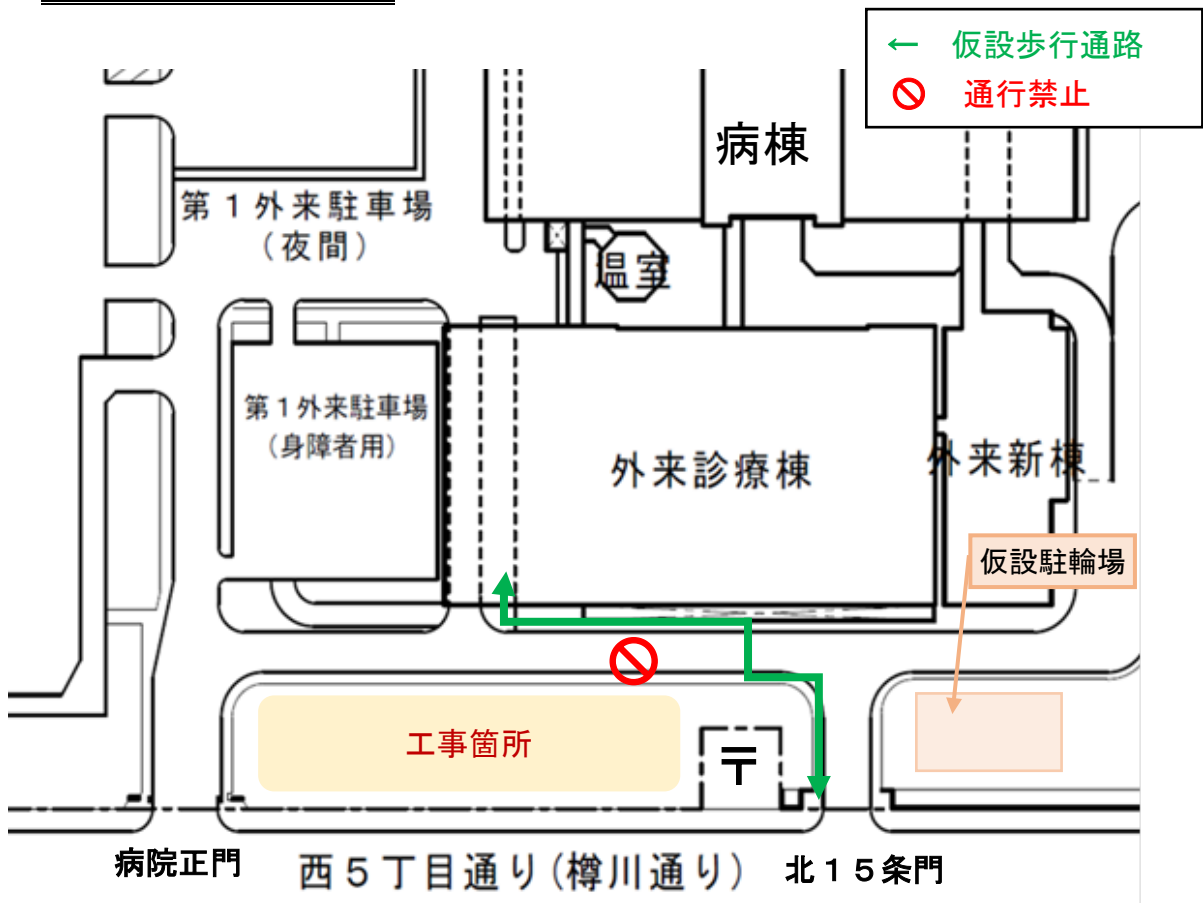 ← 仮設歩行通路
通行禁止
病棟
第１外来駐車場
（夜間）
温室
第１外来駐車場
（身障者用）
外来診療棟
外来新棟
仮設駐輪場
工事箇所
〒
病院正門
西５丁目通り（樽川通り）
北１５条門